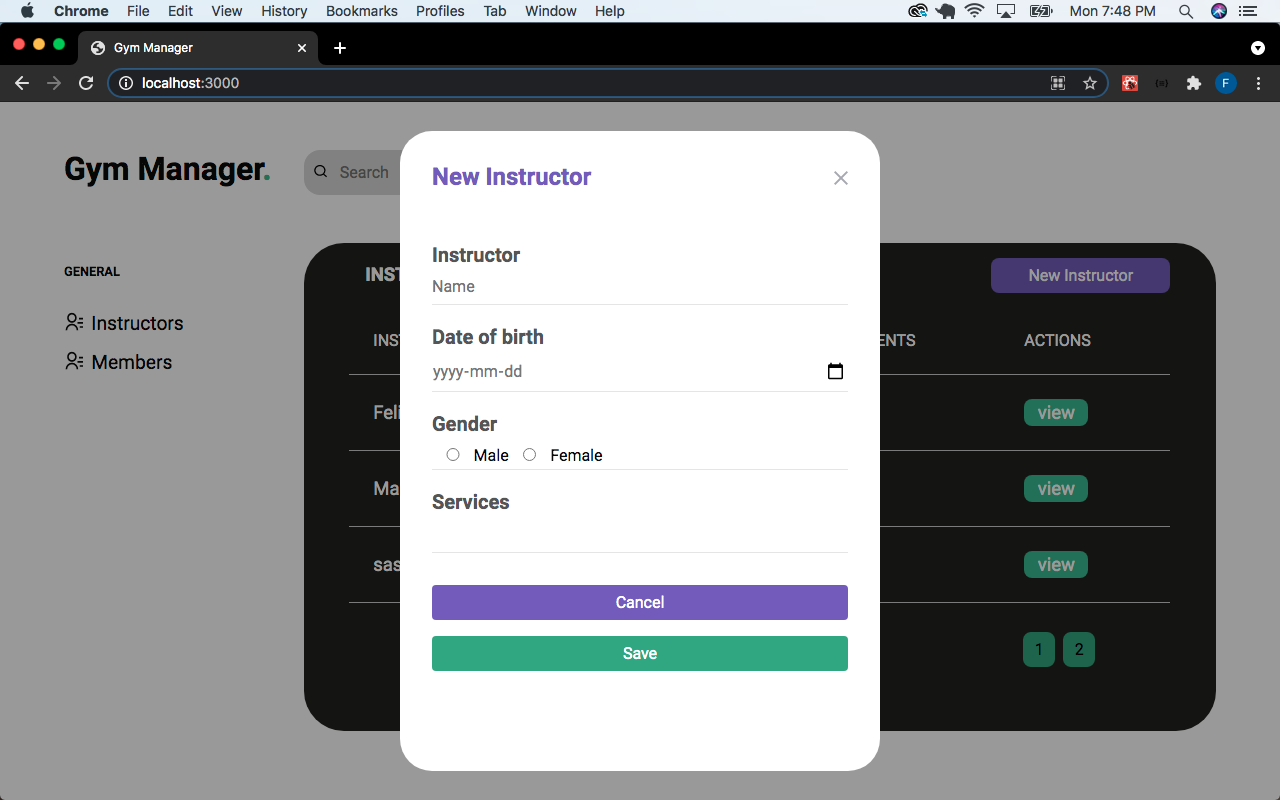 Chrome File Edit View History Bookmarks Profiles Tab Window Help Mon 7:48 PM
Gym Manager
localhost:3000 F
Gym Manager.
Search
New Instructor
GENERAL
Instructors
Members
INST
New Instructor
INS ENTS ACTIONS
Feli view
Ma view
sas view
1 2
Instructor
Name
Date of birth
yyyy-mm-dd
Gender
Male Female
Services
Cancel
Save